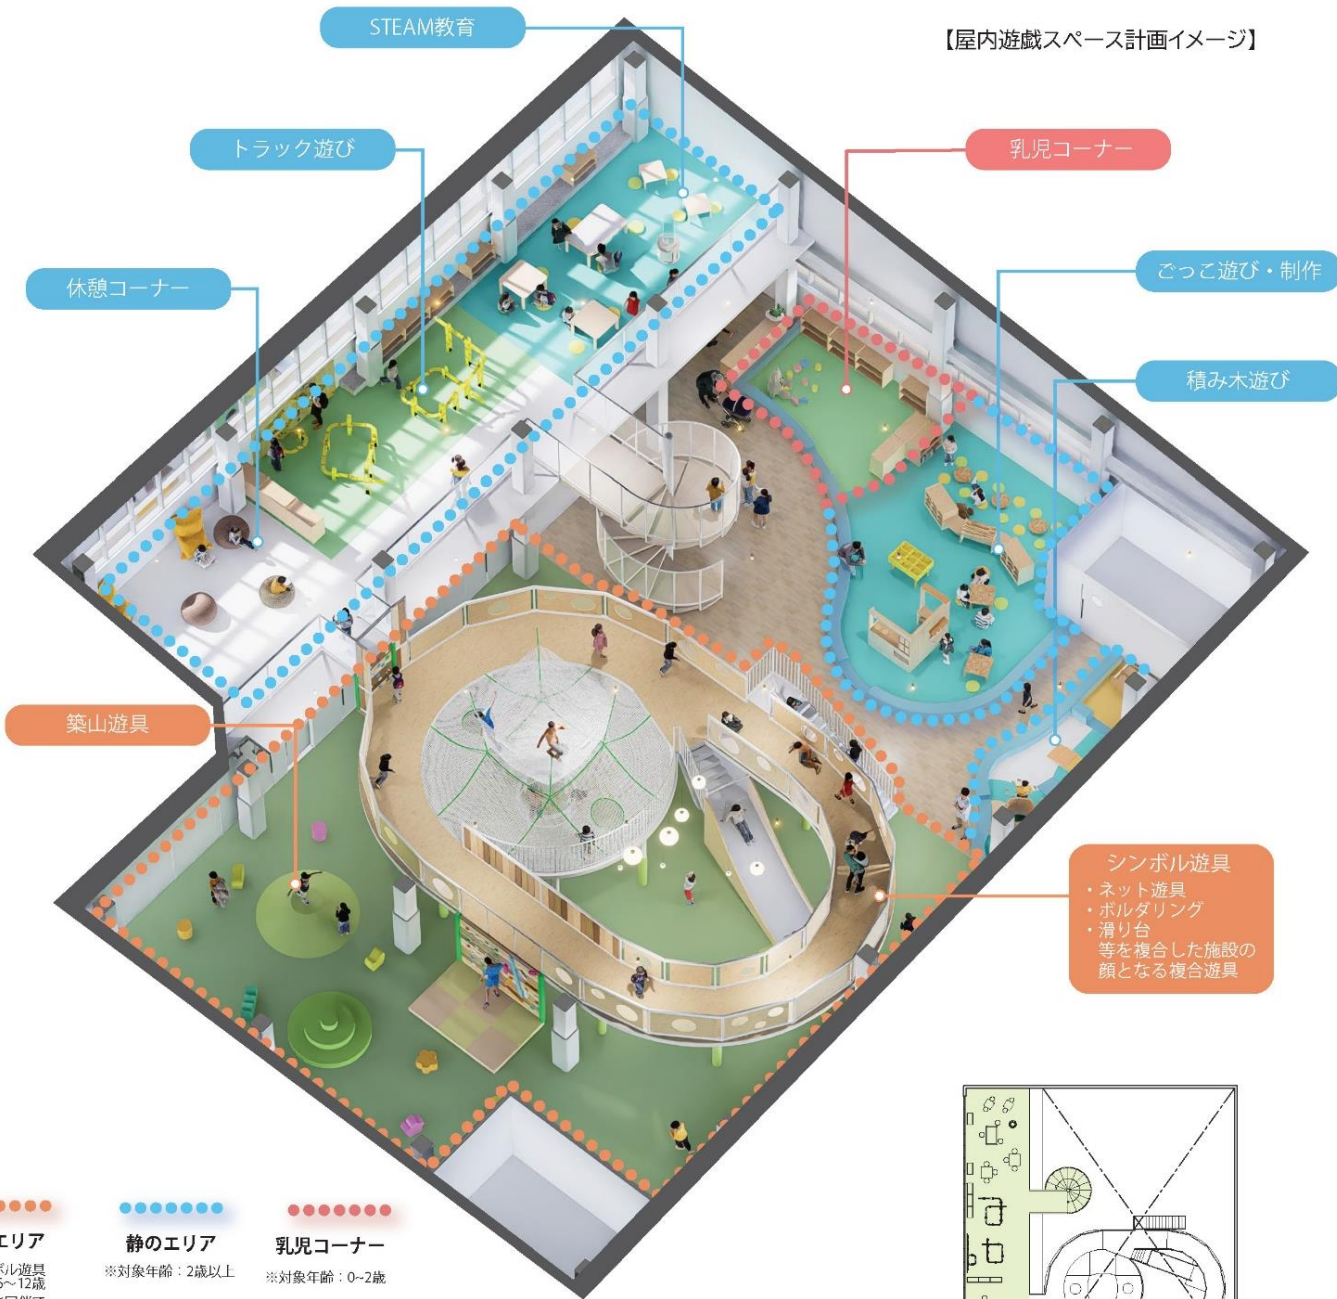 【屋内遊戯スペース計画イメージ】
STEAM教育
トラック遊び
乳児コーナー
休憩コーナー
ごっこ遊び・制作
積み木遊び
築山遊具
シンボル遊具
・ネット遊具
・ボルダリング
・滑り台
等を複合した施設の
顔となる複合遊具
エリア
静のエリア
乳児コーナー
ル遊具
~12歳
※対象年齢：2歳以上
※対象年齢：0~2歳